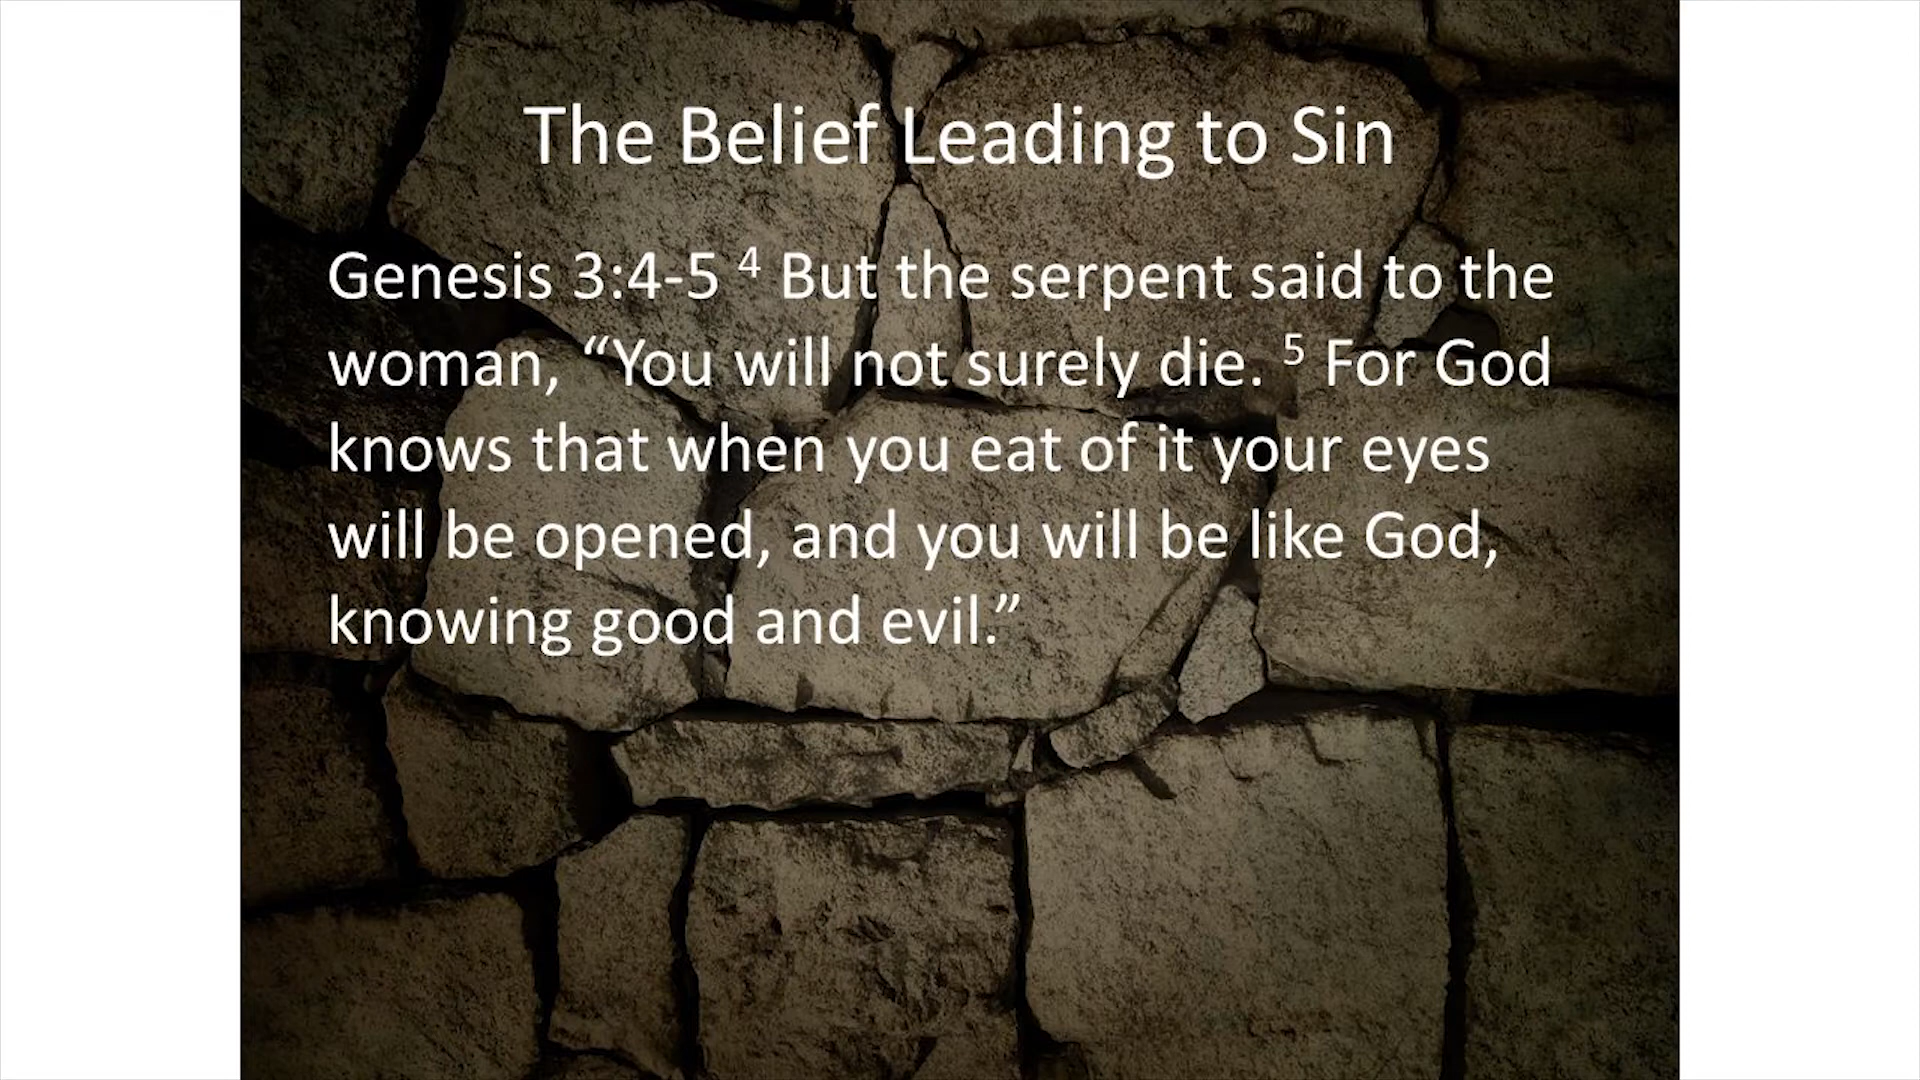 The Belief Leading to Sin
Genesis 3:4-5 ⁴ But the serpent said to the
woman, “You will not surely die. ⁵ For God
knows that when you eat of it your eyes
will be opened, and you will be like God,
knowing good and evil.”